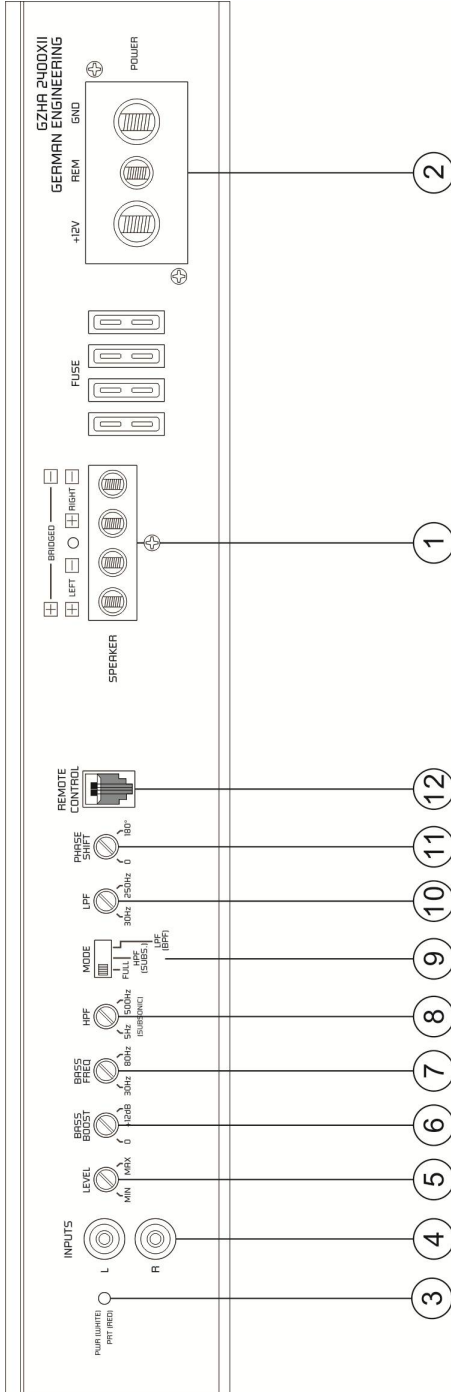 PWR (WHITE)
PRT (RED)
INPUTS
L
R
LEVEL
MIN MAX
BASS
BOOST
0 +12dB
BASS
FREQ
30Hz 80Hz
HPF
5Hz 500Hz
(SUBSONIC)
MODE
FULL
HPF
(SUBS.)
LPF
(BPF)
LPF
30Hz 250Hz
PHASE
SHIFT
0 180°
REMOTE
CONTROL
SPEAKER
+ BRIDGED −
+ LEFT − + RIGHT −
FUSE
GZHA 2400XII
GERMAN ENGINEERING
+12V REM GND
POWER
3 4 5 6 7 8 9 10 11 12 1 2